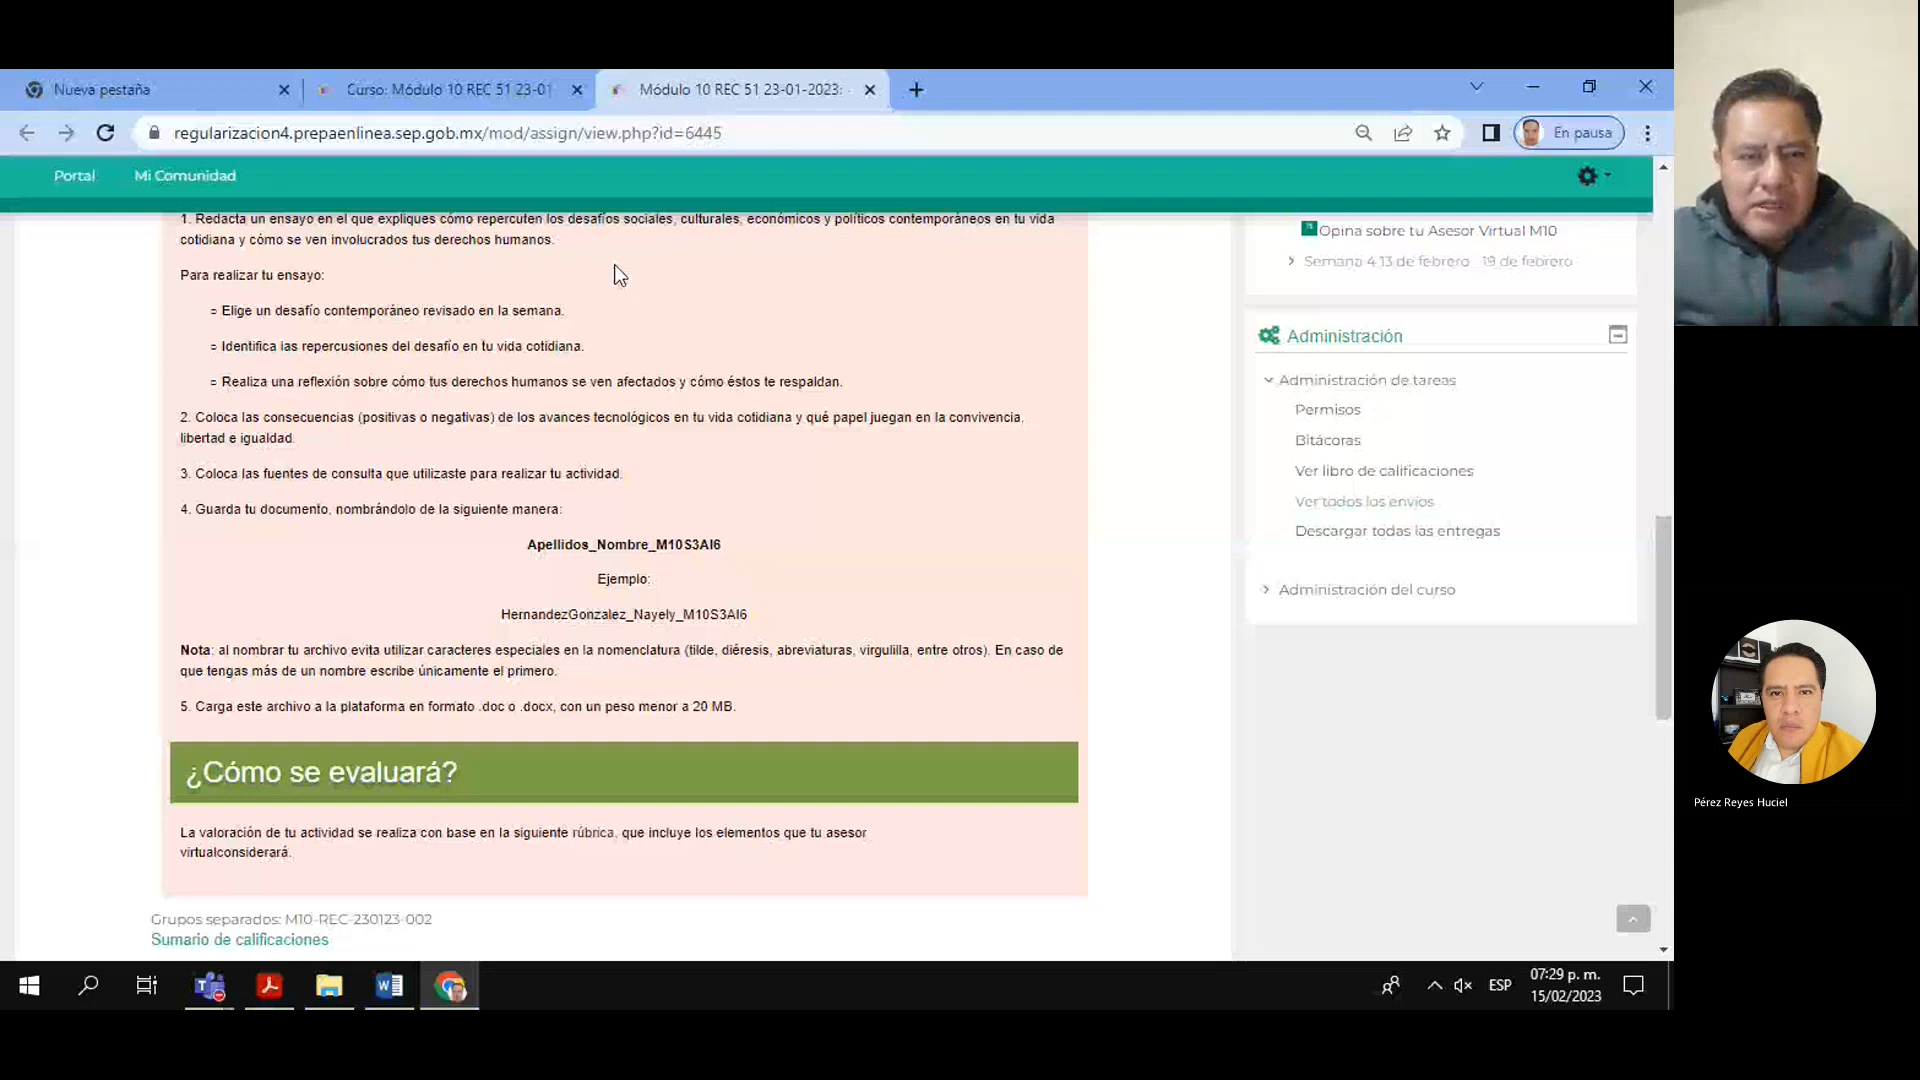 Nueva pestaña
Curso: Módulo 10 REC 51 23-01
Módulo 10 REC 51 23-01-2023:
regularizacion4.prepaenlinea.sep.gob.mx/mod/assign/view.php?id=6445
En pausa
Portal
Mi Comunidad
1. Redacta un ensayo en el que expliques cómo repercuten los desafíos sociales, culturales, económicos y políticos contemporáneos en tu vida
cotidiana y cómo se ven involucrados tus derechos humanos.
Para realizar tu ensayo:
Elige un desafío contemporáneo revisado en la semana.
Identifica las repercusiones del desafío en tu vida cotidiana.
Realiza una reflexión sobre cómo tus derechos humanos se ven afectados y cómo éstos te respaldan.
2. Coloca las consecuencias (positivas o negativas) de los avances tecnológicos en tu vida cotidiana y qué papel juegan en la convivencia,
libertad e igualdad.
3. Coloca las fuentes de consulta que utilizaste para realizar tu actividad.
4. Guarda tu documento, nombrándolo de la siguiente manera:
Apellidos_Nombre_M10S3AI6
Ejemplo:
HernandezGonzalez_Nayely_M10S3AI6
Nota: al nombrar tu archivo evita utilizar caracteres especiales en la nomenclatura (tilde, diéresis, abreviaturas, virgulilla, entre otros). En caso de
que tengas más de un nombre escribe únicamente el primero.
5. Carga este archivo a la plataforma en formato .doc o .docx, con un peso menor a 20 MB.
¿Cómo se evaluará?
La valoración de tu actividad se realiza con base en la siguiente rúbrica, que incluye los elementos que tu asesor
virtualconsiderará.
Grupos separados: M10-REC-230123-002
Sumario de calificaciones
Opina sobre tu Asesor Virtual M10
Semana 4 13 de febrero - 19 de febrero
Administración
Administración de tareas
Permisos
Bitácoras
Ver libro de calificaciones
Ver todos los envíos
Descargar todas las entregas
Administración del curso
Pérez Reyes Huciel
ESP
07:29 p. m.
15/02/2023